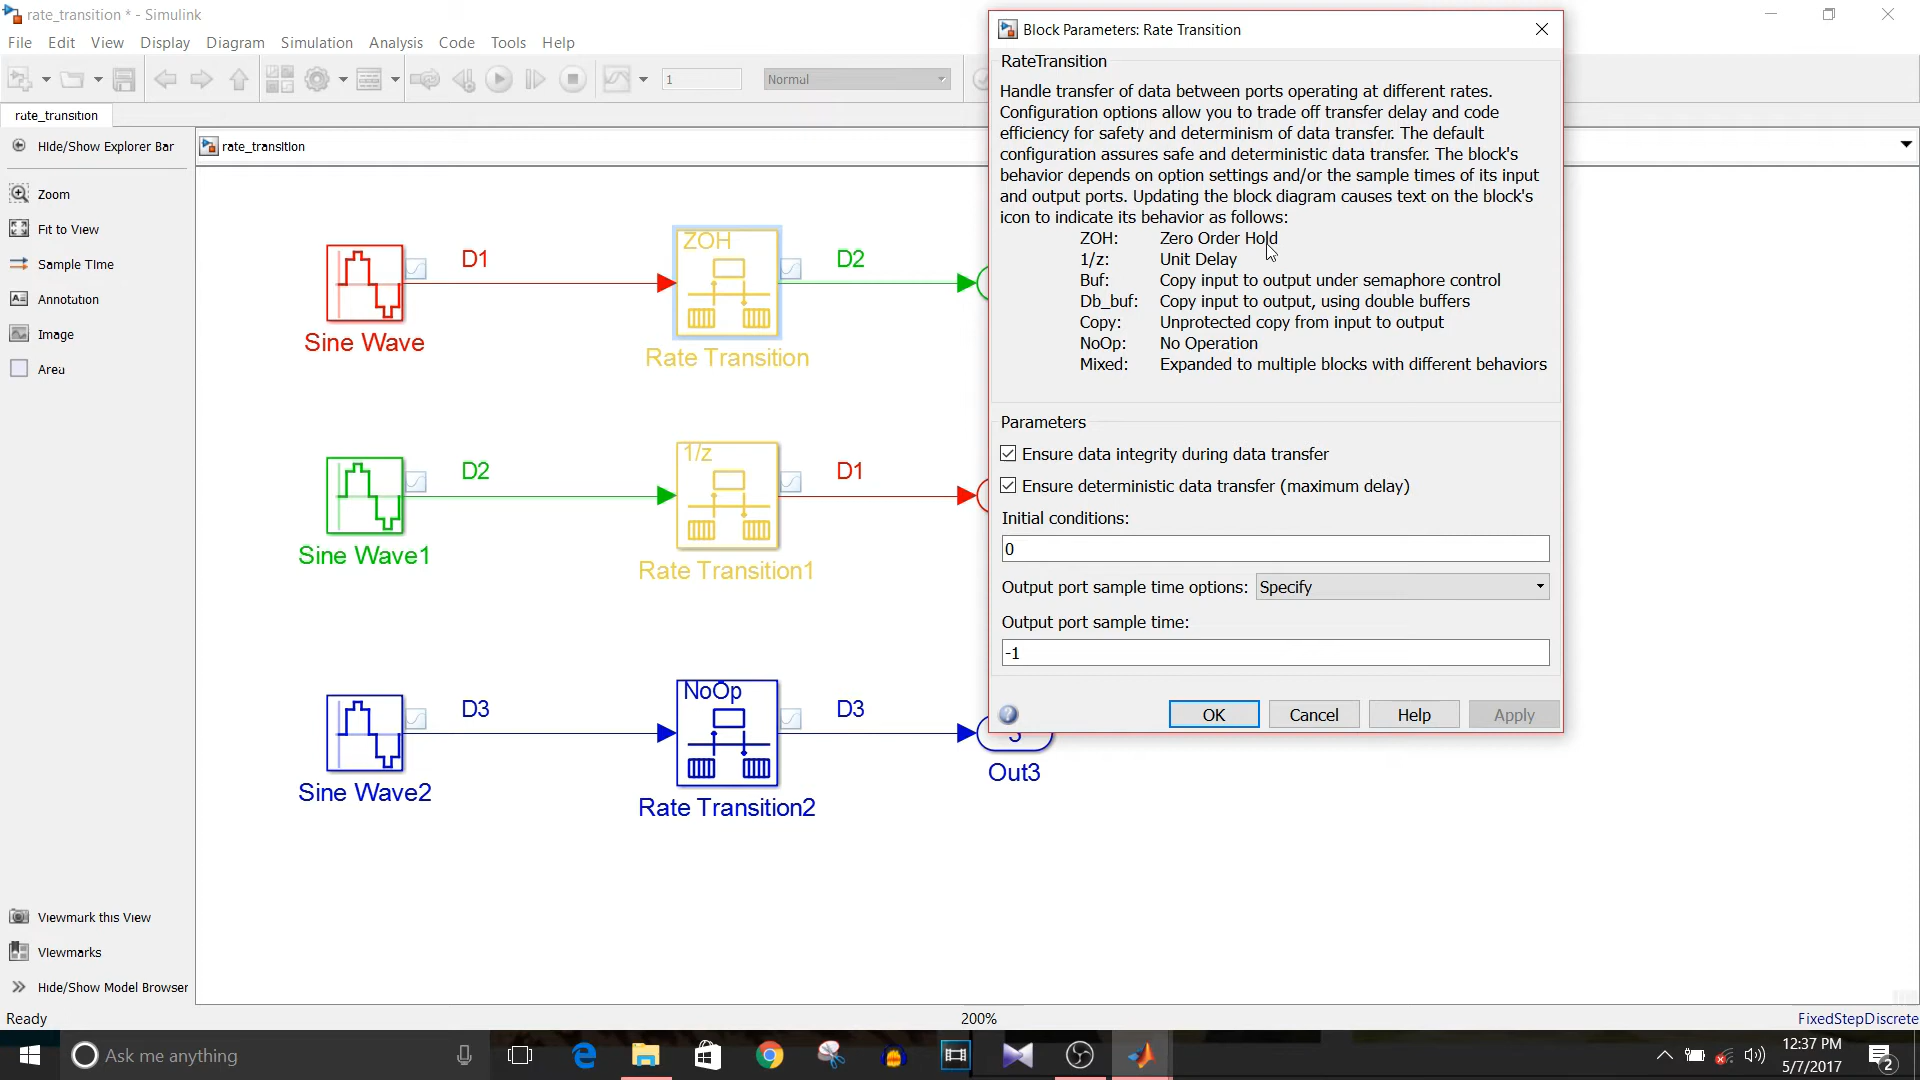 rate_transition * - Simulink
File Edit View Display Diagram Simulation Analysis Code Tools Help
1
Normal
rate_transition
Hide/Show Explorer Bar
rate_transition
Zoom
Fit to View
Sample Time
Annotation
Image
Area
Viewmark this View
Viewmarks
Hide/Show Model Browser
D1
ZOH
D2
Sine Wave
Rate Transition
D2
1/z
D1
Sine Wave1
Rate Transition1
D3
NoOp
D3
3
Sine Wave2
Rate Transition2
Out3
Block Parameters: Rate Transition
RateTransition
Handle transfer of data between ports operating at different rates.
Configuration options allow you to trade off transfer delay and code
efficiency for safety and determinism of data transfer. The default
configuration assures safe and deterministic data transfer. The block's
behavior depends on option settings and/or the sample times of its input
and output ports. Updating the block diagram causes text on the block's
icon to indicate its behavior as follows:
ZOH: Zero Order Hold
1/z: Unit Delay
Buf: Copy input to output under semaphore control
Db_buf: Copy input to output, using double buffers
Copy: Unprotected copy from input to output
NoOp: No Operation
Mixed: Expanded to multiple blocks with different behaviors
Parameters
Ensure data integrity during data transfer
Ensure deterministic data transfer (maximum delay)
Initial conditions:
0
Output port sample time options: Specify
Output port sample time:
-1
OK Cancel Help Apply
Ready
200%
FixedStepDiscrete
Ask me anything
12:37 PM
5/7/2017
2